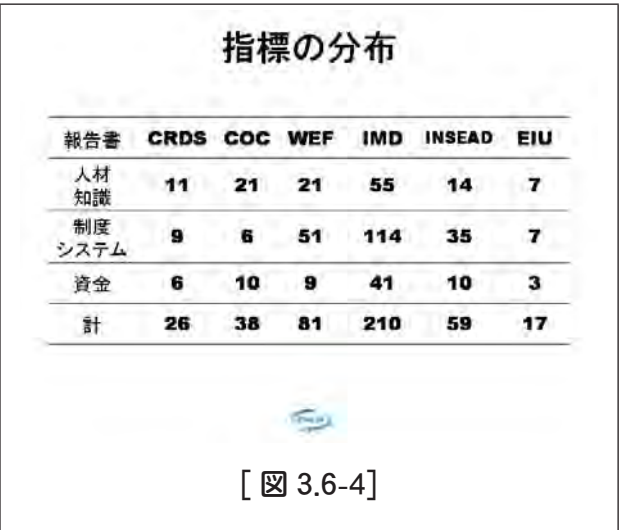 指標の分布
報告書 CRDS COC WEF IMD INSEAD EIU
人材
知識 11 21 21 55 14 7
制度
システム 9 6 51 114 35 7
資金 6 10 9 41 10 3
計 26 38 81 210 59 17
[図 3.6-4]